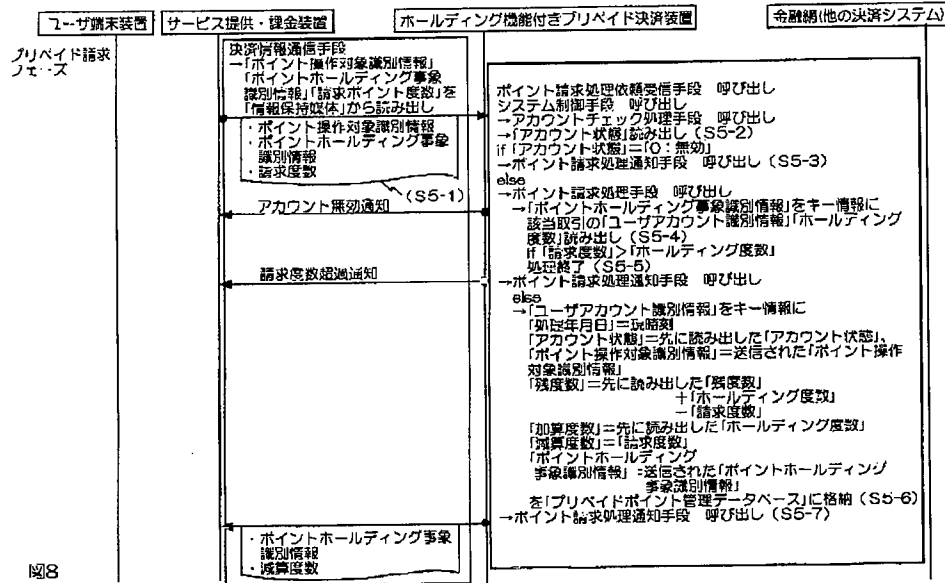 ユーザ端末装置
サービス提供・課金装置
ホールディング機能付きプリペイド決済装置
金融網(他の決済システム)
プリペイド請求
フェーズ
決済情報通信手段
→「ポイント操作対象識別情報」
「ポイントホールディング事象
識別情報」「請求ポイント度数」を
「情報保持媒体」から読み出し
・ポイント操作対象識別情報
・ポイントホールディング事象
識別情報
・請求度数
(S5-1)
アカウント無効通知
請求度数超過通知
ポイント請求処理依頼受信手段 呼び出し
システム制御手段 呼び出し
→アカウントチェック処理手段 呼び出し
→「アカウント状態」読み出し (S5-2)
if「アカウント状態」=「0:無効」
→ポイント請求処理通知手段 呼び出し (S5-3)
else
→ポイント請求処理手段 呼び出し
→「ポイントホールディング事象識別情報」をキー情報に
該当取引の「ユーザアカウント識別情報」「ホールディング
度数」読み出し (S5-4)
if「請求度数」>「ホールディング度数」
処理終了 (S5-5)
→ポイント請求処理通知手段 呼び出し
else
→「ユーザアカウント識別情報」をキー情報に
「処理年月日」=現時刻
「アカウント状態」=先に読み出した「アカウント状態」、
「ポイント操作対象識別情報」=送信された「ポイント操作
対象識別情報」
「残度数」=先に読み出した「残度数」
+「ホールディング度数」
-「請求度数」
「加算度数」=先に読み出した「ホールディング度数」
「減算度数」=「請求度数」
「ポイントホールディング
事象識別情報」=送信された「ポイントホールディング
事象識別情報」
を「プリペイドポイント管理データベース」に格納 (S5-6)
→ポイント請求処理通知手段 呼び出し (S5-7)
・ポイントホールディング事象
識別情報
・減算度数
図8